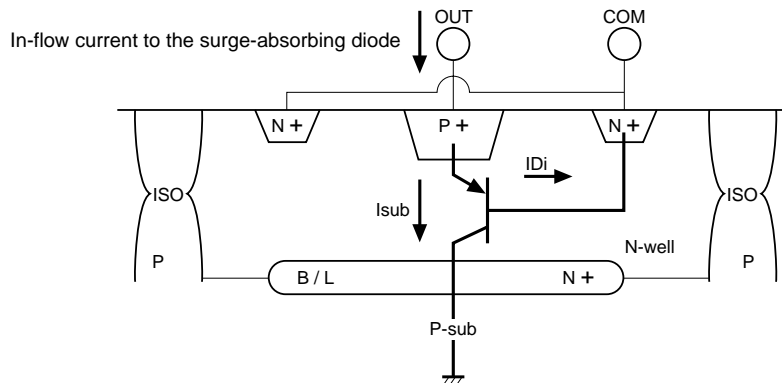 OUT
COM
In-flow current to the surge-absorbing diode
N +
P +
N +
IDi
ISO
ISO
Isub
N-well
P
P
B / L
N +
P-sub